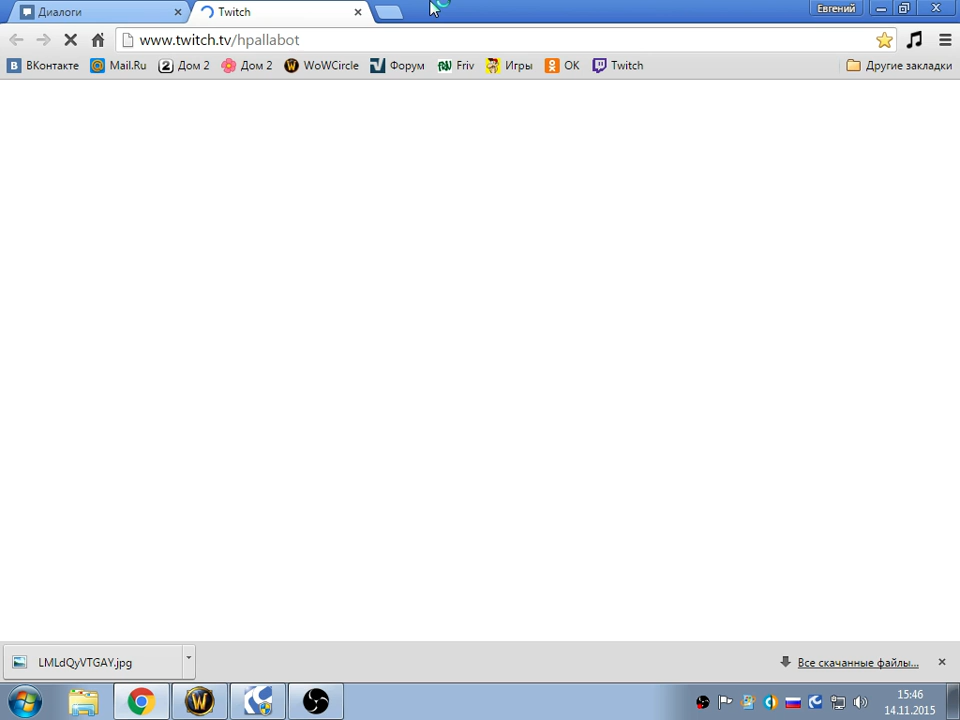 Диалоги
Twitch
Евгений
www.twitch.tv/hpallabot
ВКонтакте
Mail.Ru
Дом 2
Дом 2
WoWCircle
Форум
Friv
Игры
OK
Twitch
Другие закладки
LMLdQyVTGAY.jpg
Все скачанные файлы...
15:46
14.11.2015